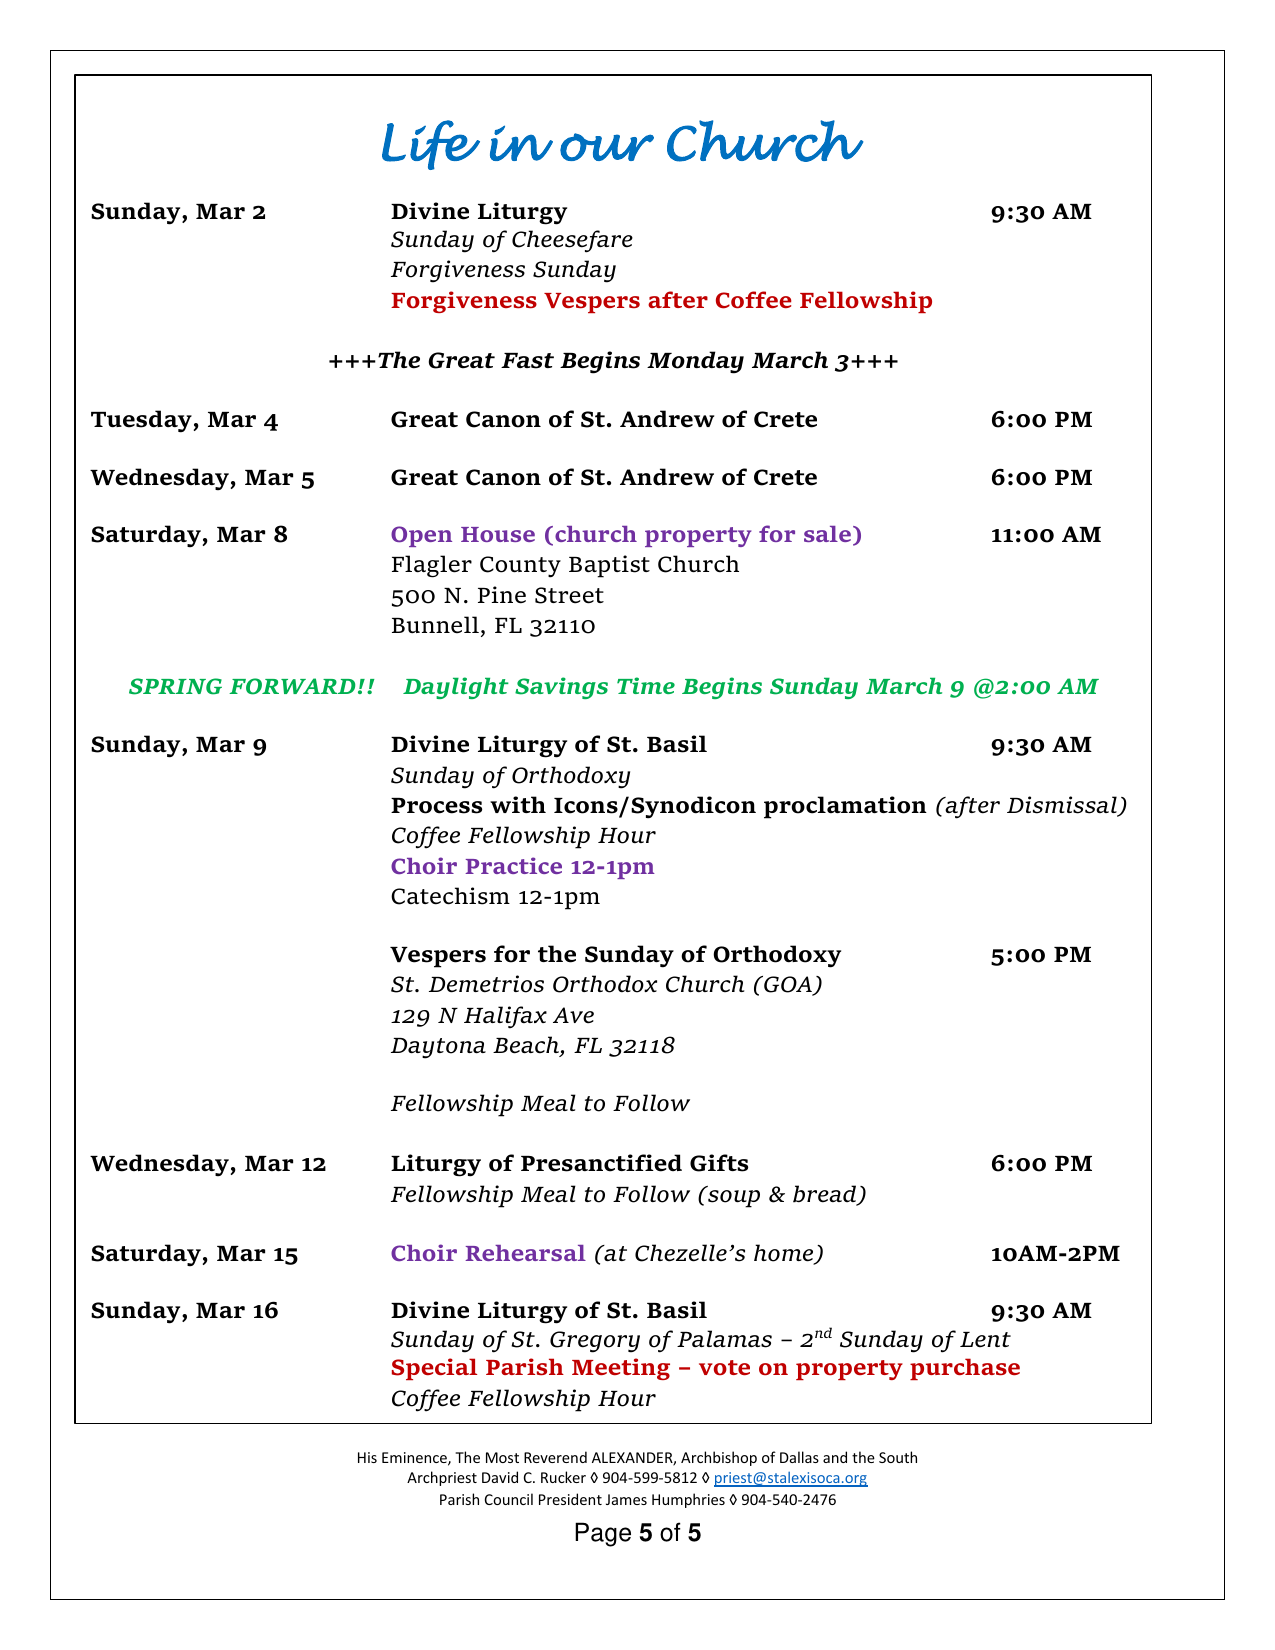 Life in our Church
Sunday, Mar 2 Divine Liturgy 9:30 AM
Sunday of Cheesefare
Forgiveness Sunday
Forgiveness Vespers after Coffee Fellowship
+++The Great Fast Begins Monday March 3+++
Tuesday, Mar 4 Great Canon of St. Andrew of Crete 6:00 PM
Wednesday, Mar 5 Great Canon of St. Andrew of Crete 6:00 PM
Saturday, Mar 8 Open House (church property for sale) 11:00 AM
Flagler County Baptist Church
500 N. Pine Street
Bunnell, FL 32110
SPRING FORWARD!! Daylight Savings Time Begins Sunday March 9 @2:00 AM
Sunday, Mar 9 Divine Liturgy of St. Basil 9:30 AM
Sunday of Orthodoxy
Process with Icons/Synodicon proclamation (after Dismissal)
Coffee Fellowship Hour
Choir Practice 12-1pm
Catechism 12-1pm
Vespers for the Sunday of Orthodoxy 5:00 PM
St. Demetrios Orthodox Church (GOA)
129 N Halifax Ave
Daytona Beach, FL 32118
Fellowship Meal to Follow
Wednesday, Mar 12 Liturgy of Presanctified Gifts 6:00 PM
Fellowship Meal to Follow (soup & bread)
Saturday, Mar 15 Choir Rehearsal (at Chezelle’s home) 10AM-2PM
Sunday, Mar 16 Divine Liturgy of St. Basil 9:30 AM
Sunday of St. Gregory of Palamas – 2nd Sunday of Lent
Special Parish Meeting – vote on property purchase
Coffee Fellowship Hour
His Eminence, The Most Reverend ALEXANDER, Archbishop of Dallas and the South
Archpriest David C. Rucker ◊ 904-599-5812 ◊ priest@stalexisoca.org
Parish Council President James Humphries ◊ 904-540-2476
Page 5 of 5